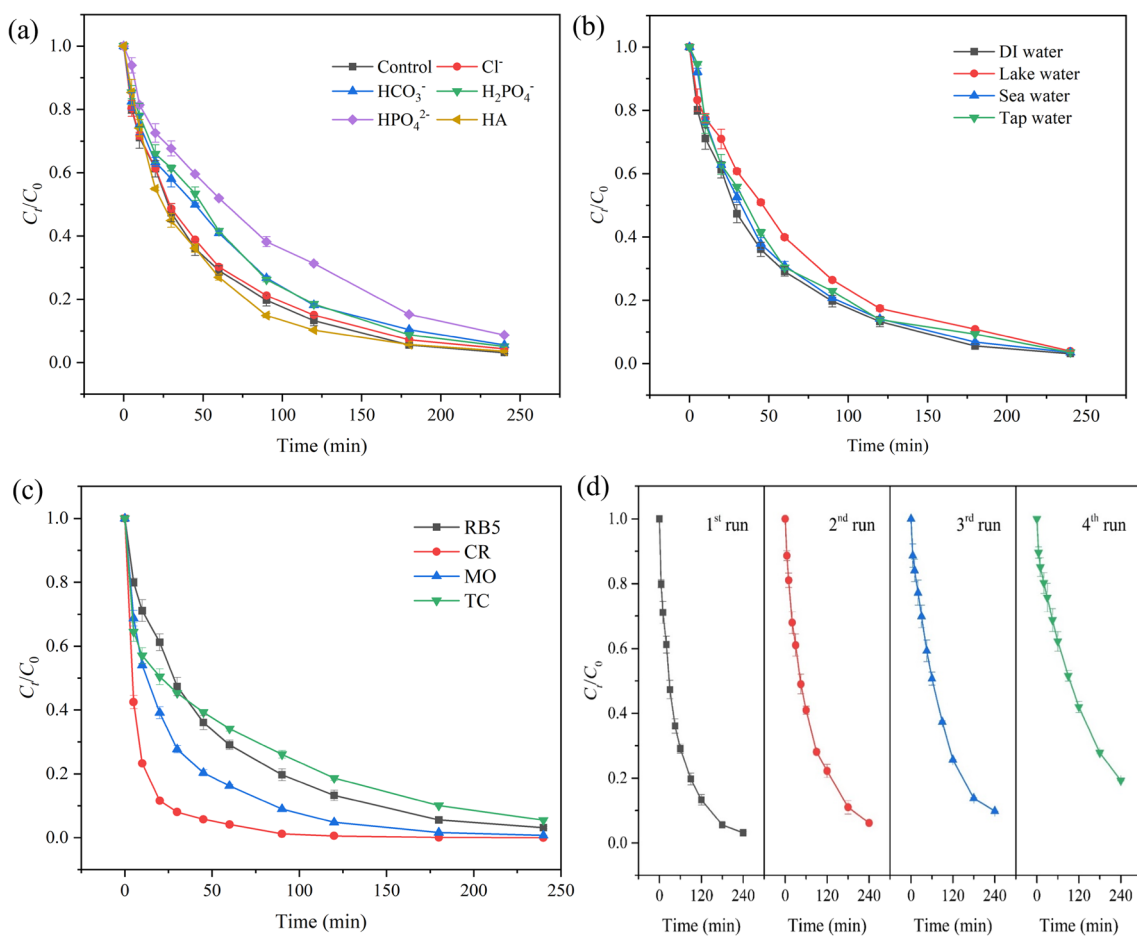 (a)
Control
Cl⁻
HCO₃⁻
H₂PO₄⁻
HPO₄²⁻
HA
1.0
0.8
0.6
0.4
0.2
0.0
Cₜ/C₀
0 50 100 150 200 250
Time (min)
(b)
DI water
Lake water
Sea water
Tap water
1.0
0.8
0.6
0.4
0.2
0.0
Cₜ/C₀
0 50 100 150 200 250
Time (min)
(c)
RB5
CR
MO
TC
1.0
0.8
0.6
0.4
0.2
0.0
Cₜ/C₀
0 50 100 150 200 250
Time (min)
(d)
1ˢᵗ run 2ⁿᵈ run 3ʳᵈ run 4ᵗʰ run
1.0
0.8
0.6
0.4
0.2
0.0
Cₜ/C₀
0 120 240 0 120 240 0 120 240 0 120 240
Time (min) Time (min) Time (min) Time (min)